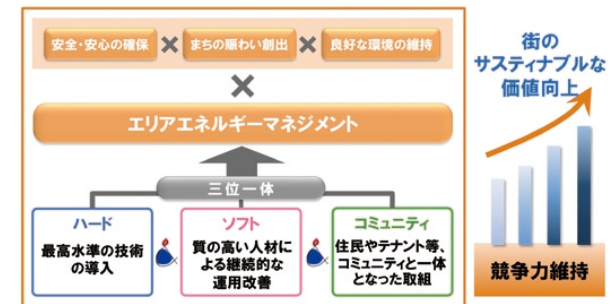 安全・安心の確保 × まちの賑わい創出 × 良好な環境の維持
×
エリアエネルギーマネジメント
三位一体
ハード
最高水準の技術
の導入
ソフト
質の高い人材に
よる継続的な
運用改善
コミュニティ
住民やテナント等、
コミュニティと一体
となった取組
街の
サスティナブルな
価値向上
競争力維持